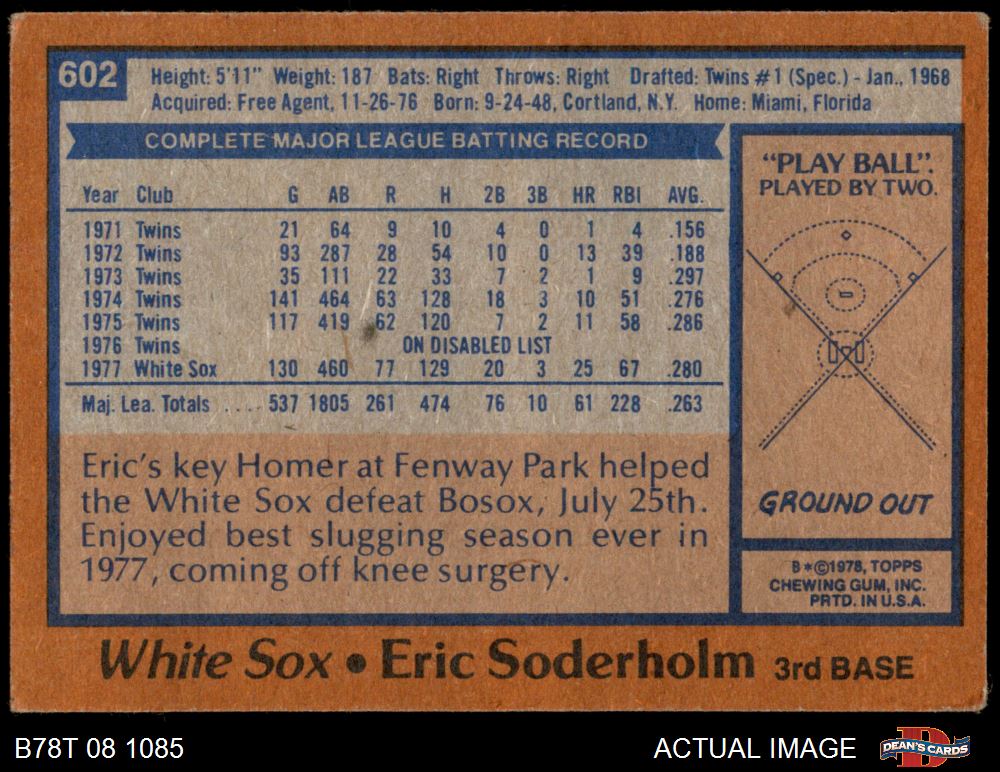 602
Height: 5'11" Weight: 187 Bats: Right Throws: Right Drafted: Twins #1 (Spec.) - Jan., 1968
Acquired: Free Agent, 11-26-76 Born: 9-24-48, Cortland, N.Y. Home: Miami, Florida
COMPLETE MAJOR LEAGUE BATTING RECORD
Year Club G AB R H 2B 3B HR RBI AVG.
1971 Twins 21 64 9 10 4 0 1 4 .156
1972 Twins 93 287 28 54 10 0 13 39 .188
1973 Twins 35 111 22 33 7 2 1 9 .297
1974 Twins 141 464 63 128 18 3 10 51 .276
1975 Twins 117 419 62 120 7 2 11 58 .286
1976 Twins ON DISABLED LIST
1977 White Sox 130 460 77 129 20 3 25 67 .280
Maj. Lea. Totals .... 537 1805 261 474 76 10 61 228 .263
Eric's key Homer at Fenway Park helped
the White Sox defeat Bosox, July 25th.
Enjoyed best slugging season ever in
1977, coming off knee surgery.
"PLAY BALL".
PLAYED BY TWO.
GROUND OUT
B*©1978, TOPPS
CHEWING GUM, INC.
PRTD. IN U.S.A.
White Sox • Eric Soderholm 3rd BASE
B78T 08 1085 ACTUAL IMAGE
DEAN'S CARDS